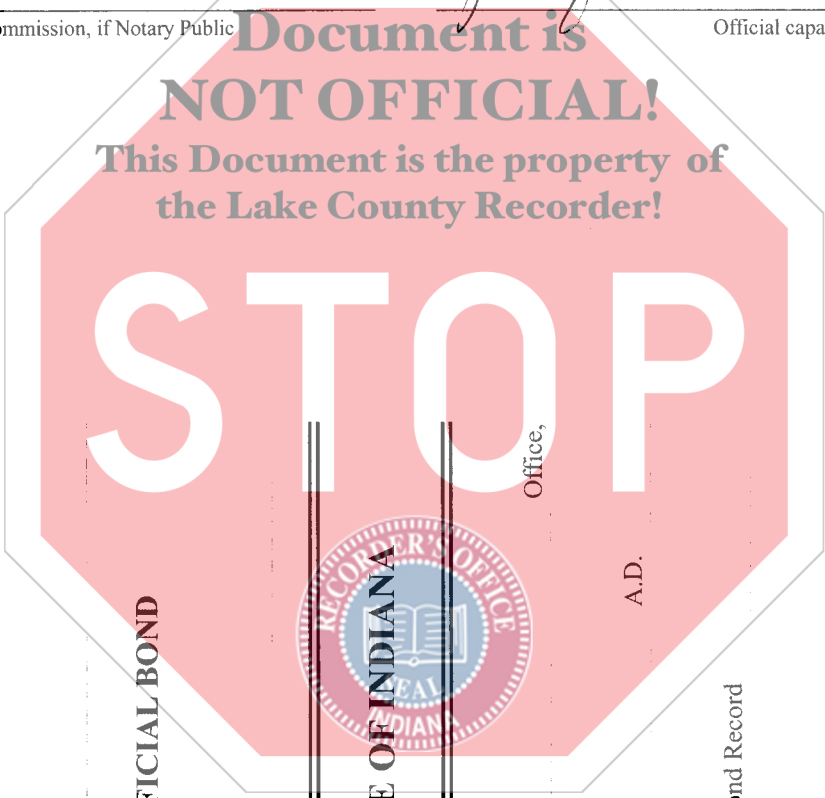 ommission, if Notary Public
Official capa
Document is
NOT OFFICIAL!
This Document is the property of
the Lake County Recorder!
STOP
Office,
A.D.
RECORDER'S OFFICE
SEAL
INDIANA
FICIAL BOND
E OF INDIANA
nd Record